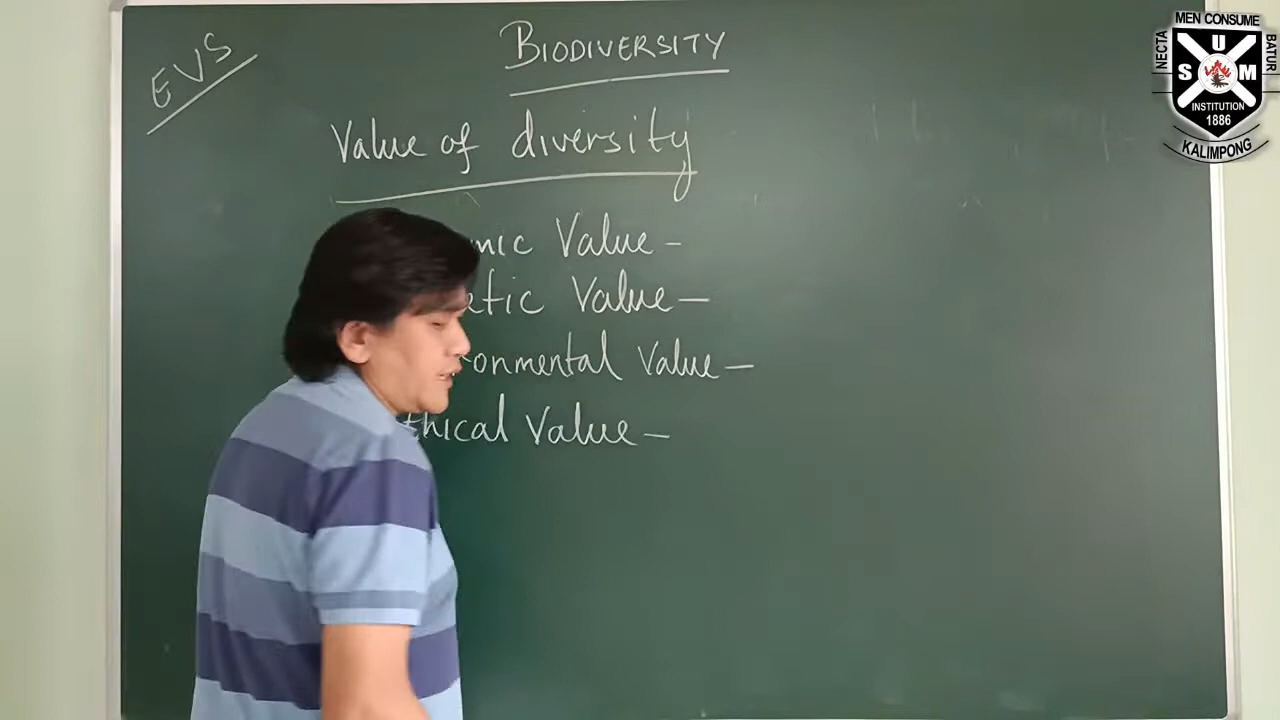 EVS
BIODIVERSITY
Value of diversity
mic Value -
etic Value -
onmental Value -
thical Value -
MEN CONSUME
NECTA
BATUR
S U M
INSTITUTION
1886
KALIMPONG